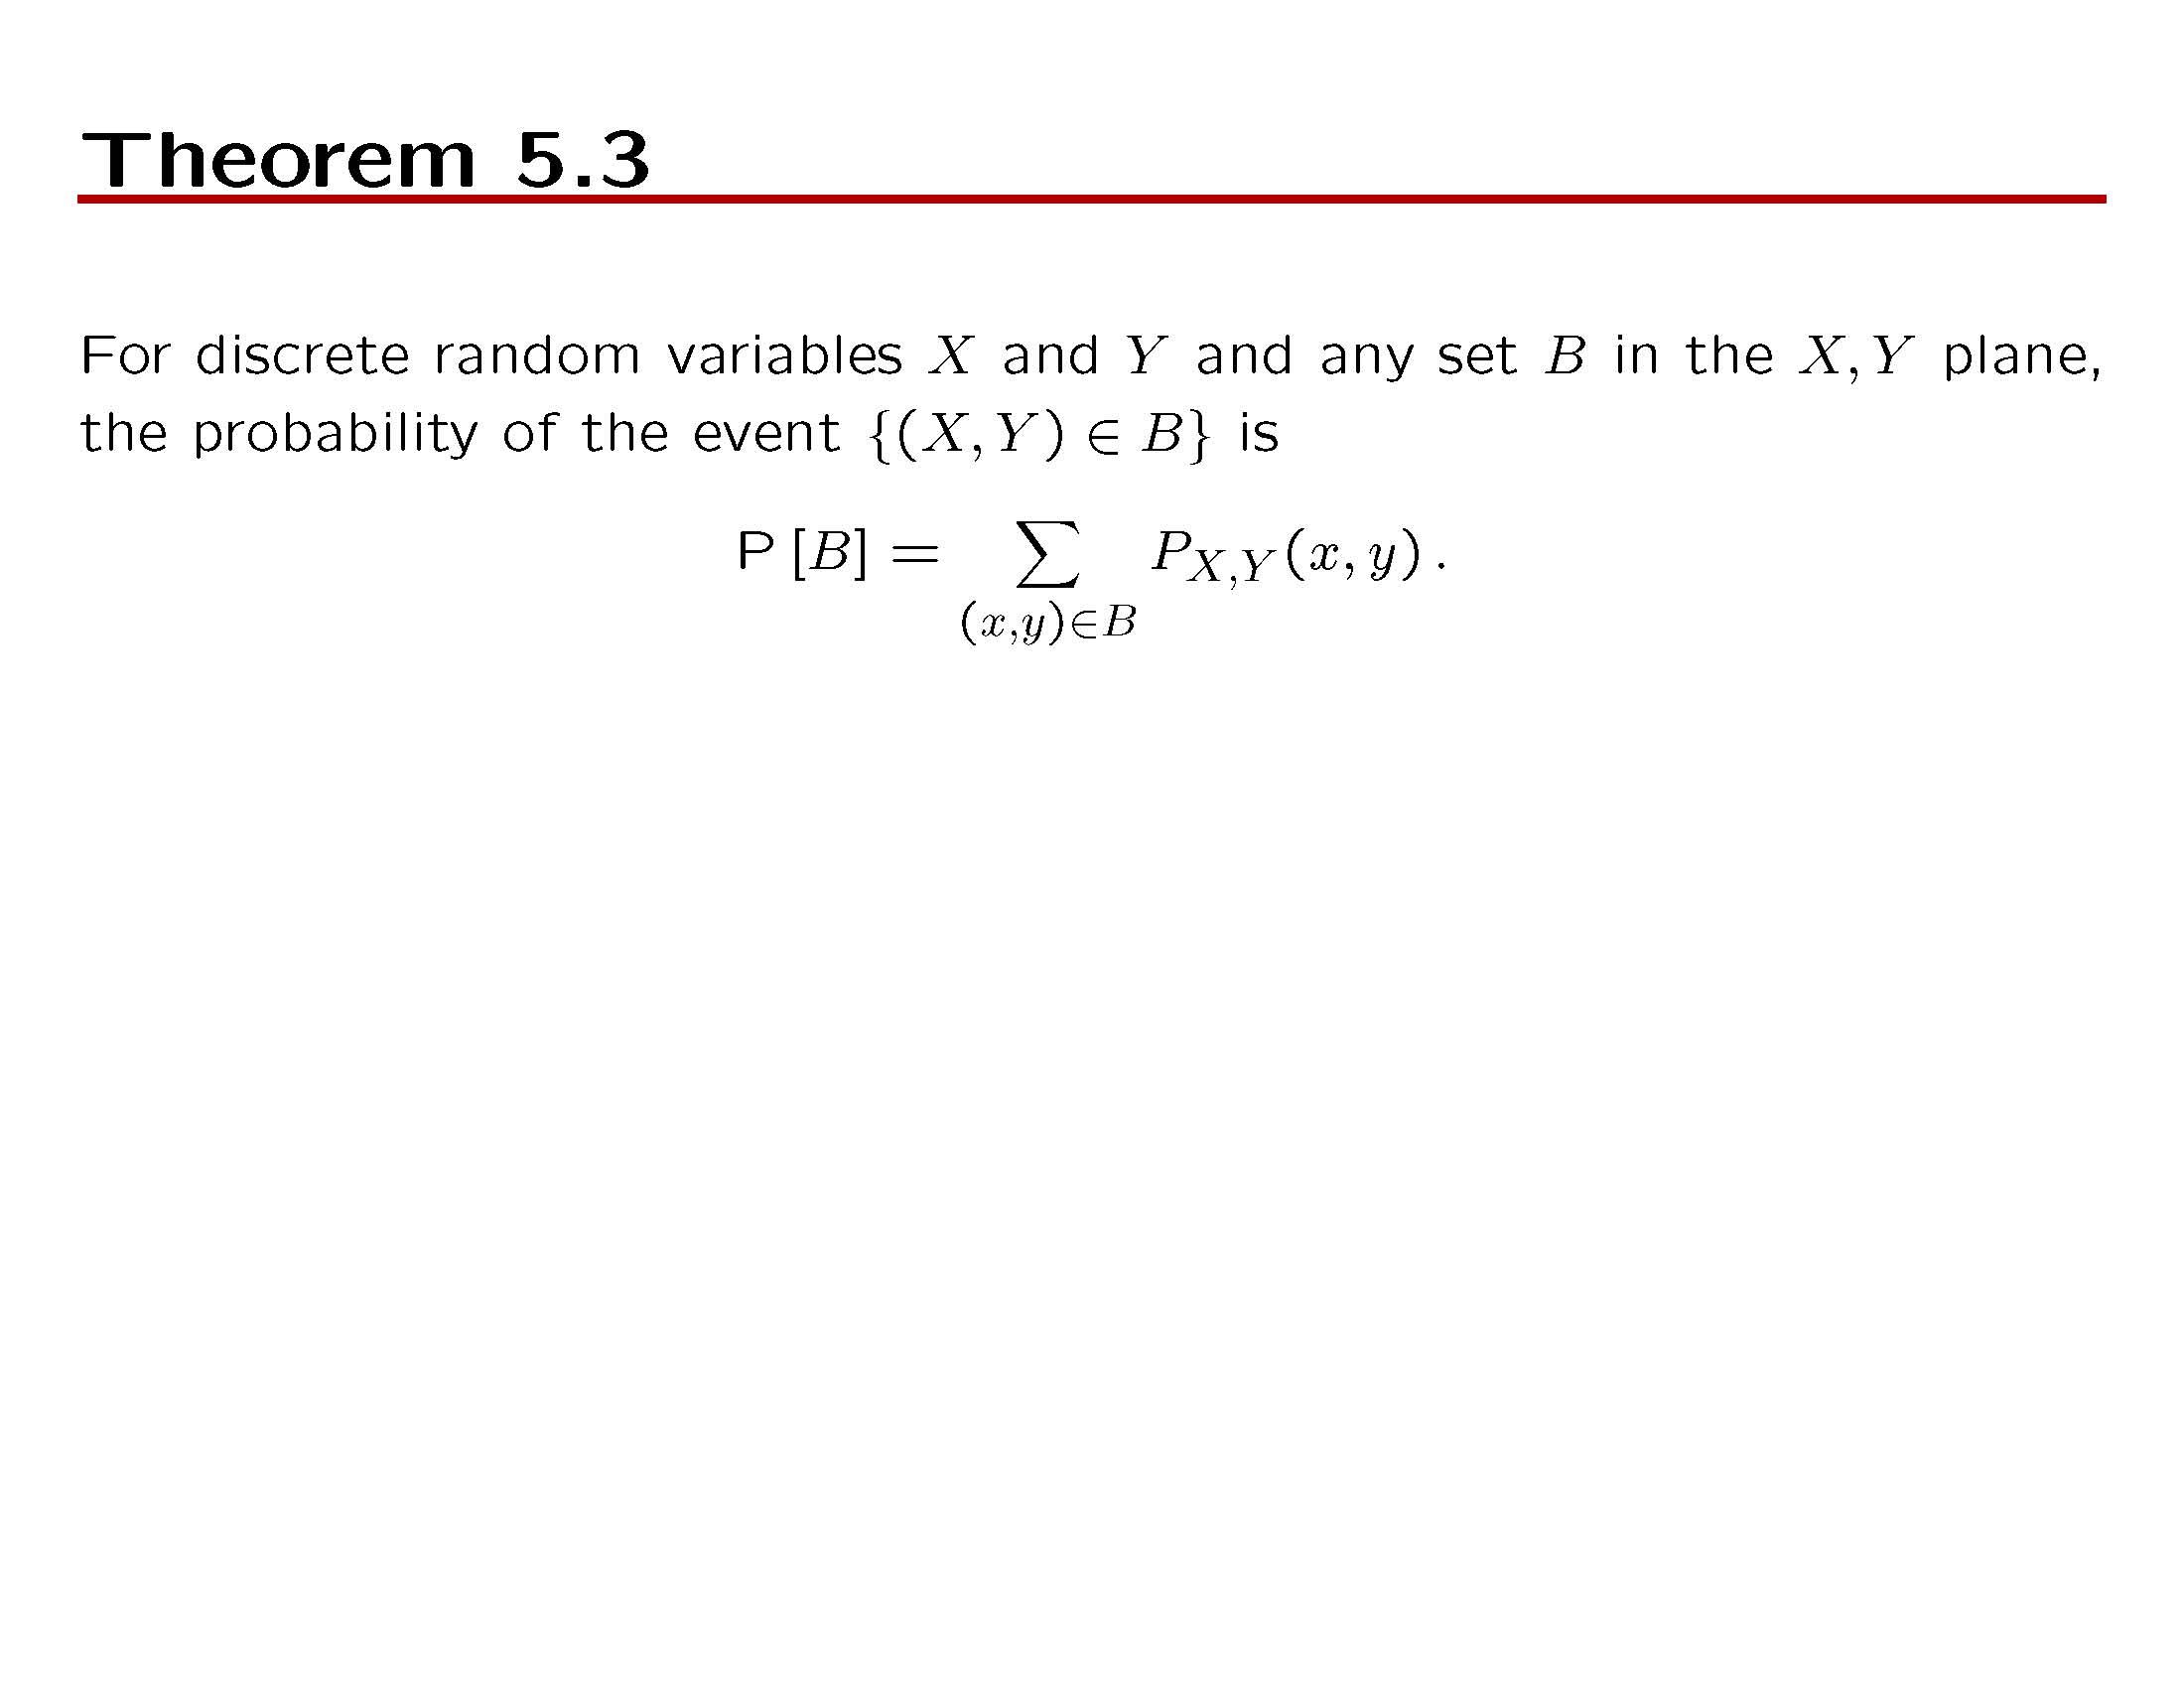 Theorem 5.3
For discrete random variables X and Y and any set B in the X, Y plane,
the probability of the event {(X, Y) ∈ B} is
P [B] = ∑ P_{X,Y}(x, y) .
(x,y)∈B